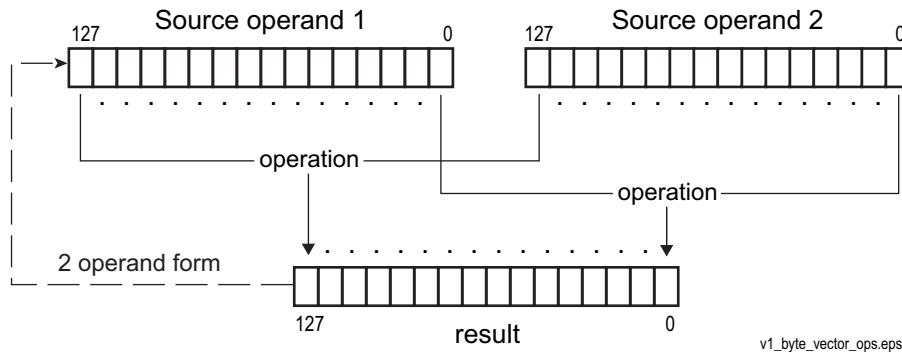 Source operand 1
Source operand 2
127
0
127
0
. . . . . . . . . . . . . .
. . . . . . . . . . . . . .
operation
operation
. . . . . . . . . . . . . .
2 operand form
127
result
0
v1_byte_vector_ops.eps